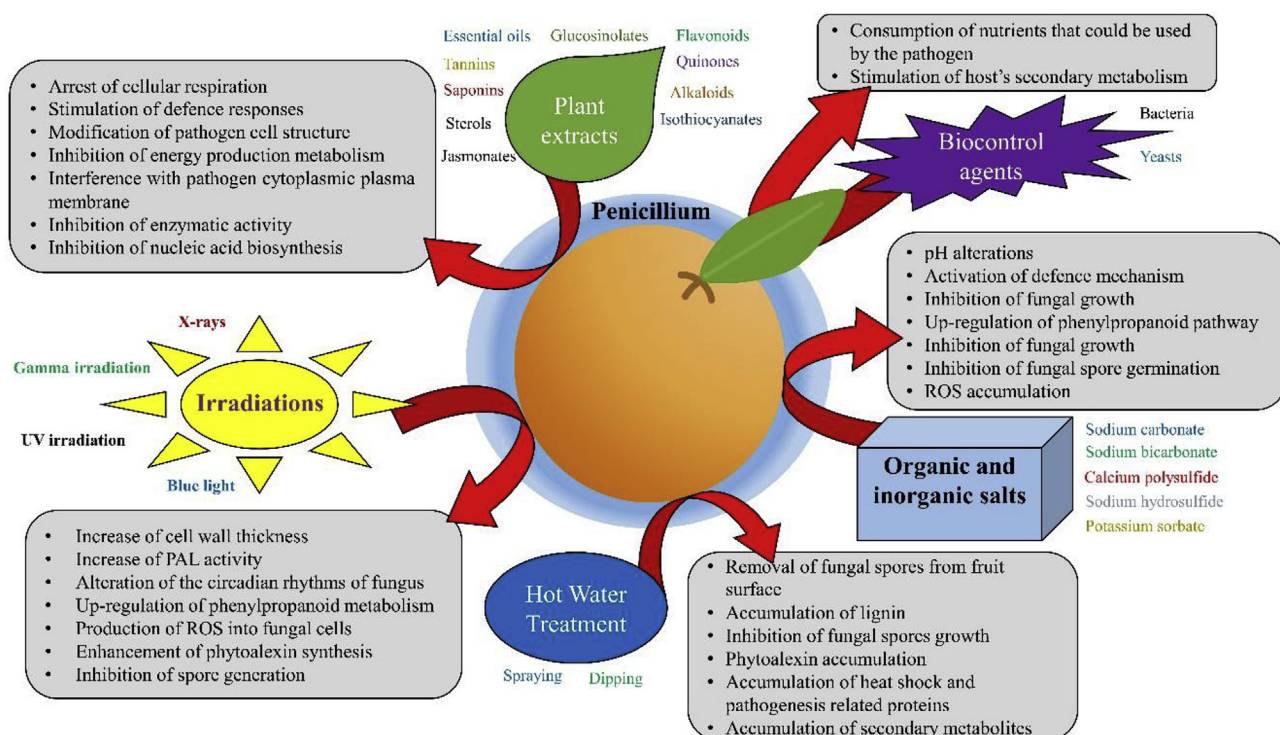 Essential oils
Glucosinolates
Flavonoids
Tannins
Quinones
Saponins
Alkaloids
Sterols
Isothiocyanates
Jasmonates
Plant
extracts
• Arrest of cellular respiration
• Stimulation of defence responses
• Modification of pathogen cell structure
• Inhibition of energy production metabolism
• Interference with pathogen cytoplasmic plasma
membrane
• Inhibition of enzymatic activity
• Inhibition of nucleic acid biosynthesis
• Consumption of nutrients that could be used
by the pathogen
• Stimulation of host's secondary metabolism
Biocontrol
agents
Bacteria
Yeasts
Penicillium
• pH alterations
• Activation of defence mechanism
• Inhibition of fungal growth
• Up-regulation of phenylpropanoid pathway
• Inhibition of fungal growth
• Inhibition of fungal spore germination
• ROS accumulation
Organic and
inorganic salts
Sodium carbonate
Sodium bicarbonate
Calcium polysulfide
Sodium hydrosulfide
Potassium sorbate
X-rays
Gamma irradiation
Irradiations
UV irradiation
Blue light
• Increase of cell wall thickness
• Increase of PAL activity
• Alteration of the circadian rhythms of fungus
• Up-regulation of phenylpropanoid metabolism
• Production of ROS into fungal cells
• Enhancement of phytoalexin synthesis
• Inhibition of spore generation
Hot Water
Treatment
Spraying
Dipping
• Removal of fungal spores from fruit
surface
• Accumulation of lignin
• Inhibition of fungal spores growth
• Phytoalexin accumulation
• Accumulation of heat shock and
pathogenesis related proteins
• Accumulation of secondary metabolites